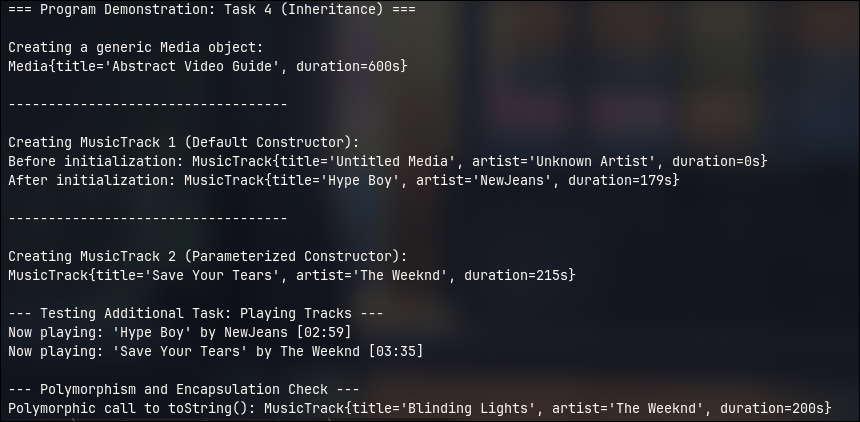 === Program Demonstration: Task 4 (Inheritance) ===
Creating a generic Media object:
Media{title='Abstract Video Guide', duration=600s}
-----------------------------------
Creating MusicTrack 1 (Default Constructor):
Before initialization: MusicTrack{title='Untitled Media', artist='Unknown Artist', duration=0s}
After initialization: MusicTrack{title='Hype Boy', artist='NewJeans', duration=179s}
-----------------------------------
Creating MusicTrack 2 (Parameterized Constructor):
MusicTrack{title='Save Your Tears', artist='The Weeknd', duration=215s}
--- Testing Additional Task: Playing Tracks ---
Now playing: 'Hype Boy' by NewJeans [02:59]
Now playing: 'Save Your Tears' by The Weeknd [03:35]
--- Polymorphism and Encapsulation Check ---
Polymorphic call to toString(): MusicTrack{title='Blinding Lights', artist='The Weeknd', duration=200s}